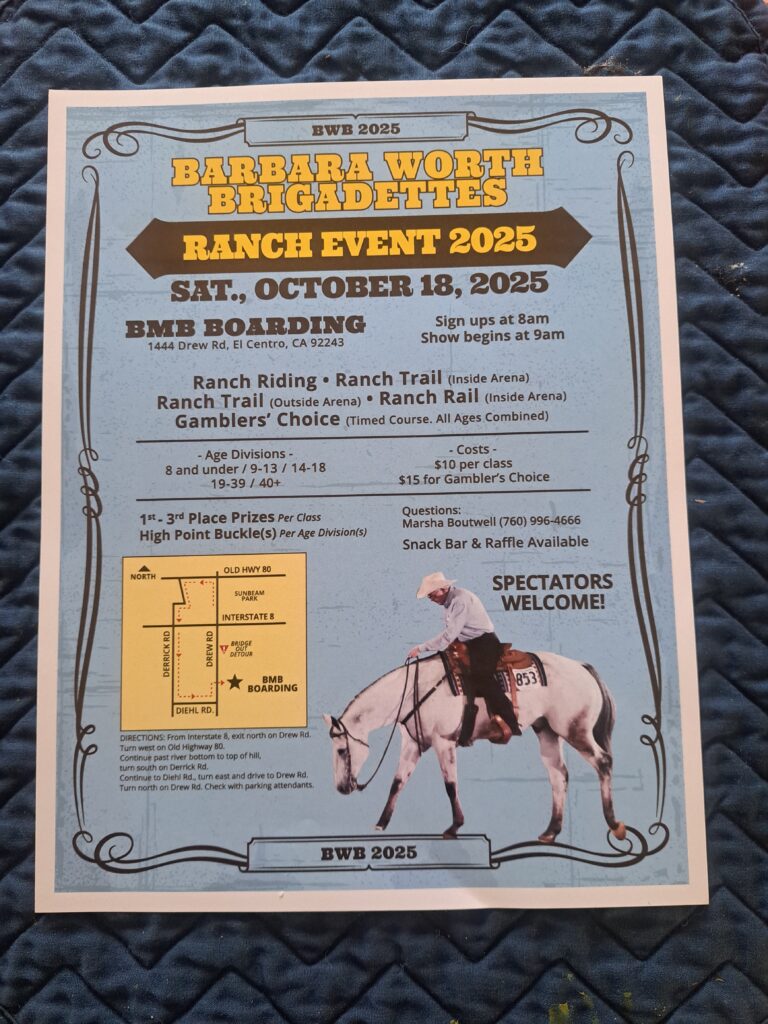 BWB 2025
BARBARA WORTH
BRIGADETTES
RANCH EVENT 2025
SAT., OCTOBER 18, 2025
BMB BOARDING
1444 Drew Rd, El Centro, CA 92243
Sign ups at 8am
Show begins at 9am
Ranch Riding • Ranch Trail (Inside Arena)
Ranch Trail (Outside Arena) • Ranch Rail (Inside Arena)
Gamblers' Choice (Timed Course. All Ages Combined)
- Age Divisions -
8 and under / 9-13 / 14-18
19-39 / 40+
- Costs -
$10 per class
$15 for Gambler's Choice
1st - 3rd Place Prizes Per Class
High Point Buckle(s) Per Age Division(s)
Questions:
Marsha Boutwell (760) 996-4666
Snack Bar & Raffle Available
NORTH
OLD HWY 80
SUNBEAM
PARK
INTERSTATE 8
DERRICK RD
DREW RD
BRIDGE
OUT
DETOUR
BMB
BOARDING
DIEHL RD.
DIRECTIONS: From Interstate 8, exit north on Drew Rd.
Turn west on Old Highway 80.
Continue past river bottom to top of hill,
turn south on Derrick Rd.
Continue to Diehl Rd., turn east and drive to Drew Rd.
Turn north on Drew Rd. Check with parking attendants.
SPECTATORS
WELCOME!
853
BWB 2025